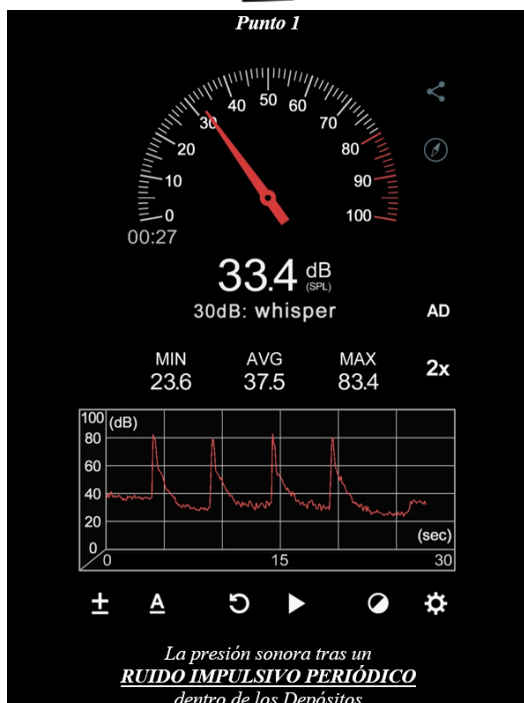 Punto 1
0 10 20 30 40 50 60 70 80 90 100
00:27
33.4 dB
(SPL)
30dB: whisper
AD
MIN AVG MAX
23.6 37.5 83.4
2x
100 (dB)
80
60
40
20
(sec)
0
0 15 30
± A
La presión sonora tras un
RUIDO IMPULSIVO PERIÓDICO
dentro de los Depósitos